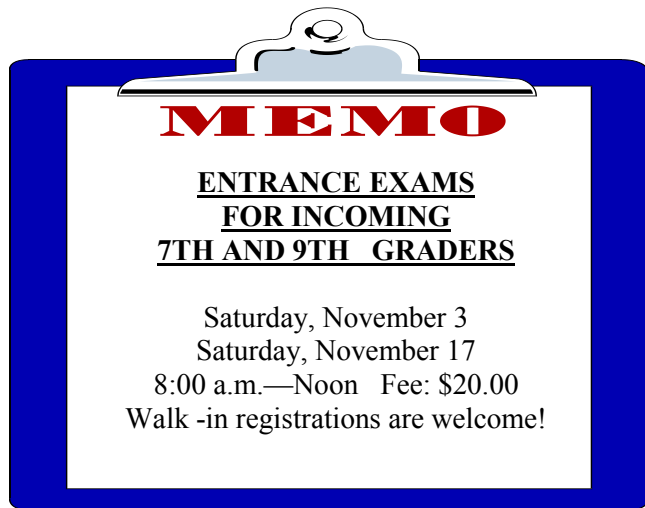 MEMO
ENTRANCE EXAMS
FOR INCOMING
7TH AND 9TH GRADERS
Saturday, November 3
Saturday, November 17
8:00 a.m.—Noon Fee: $20.00
Walk -in registrations are welcome!